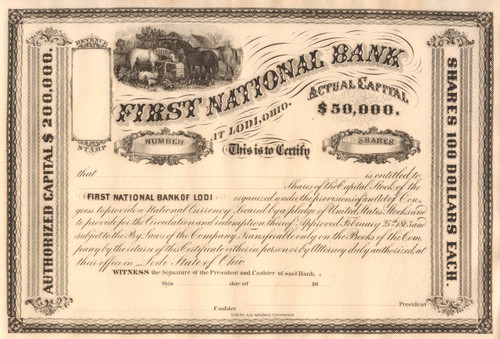 REVENUE
STAMP
AUTHORIZED CAPITAL $200,000.
FIRST NATIONAL BANK
AT LODI, OHIO.
ACTUAL CAPITAL
$50,000.
SHARES 100 DOLLARS EACH.
NUMBER
SHARES
This is to Certify
that is entitled to
Shares of the Capital Stock of the
FIRST NATIONAL BANK OF LODI organized under the provisions of an Act of Con-
gress to provide a National Currency, Secured by a pledge of United States Stocks and
to provide for the Circulation and redemption thereof; Approved February 25th 1863 and
subject to the By Laws of the Company Transferable only on the Books of the Com-
pany by the return of this Certificate either in person or by Attorney duly authorized, at
their office in Lodi State of Ohio.
WITNESS the Signature of the President and Cashier of said Bank,
this day of 18
President
Cashier